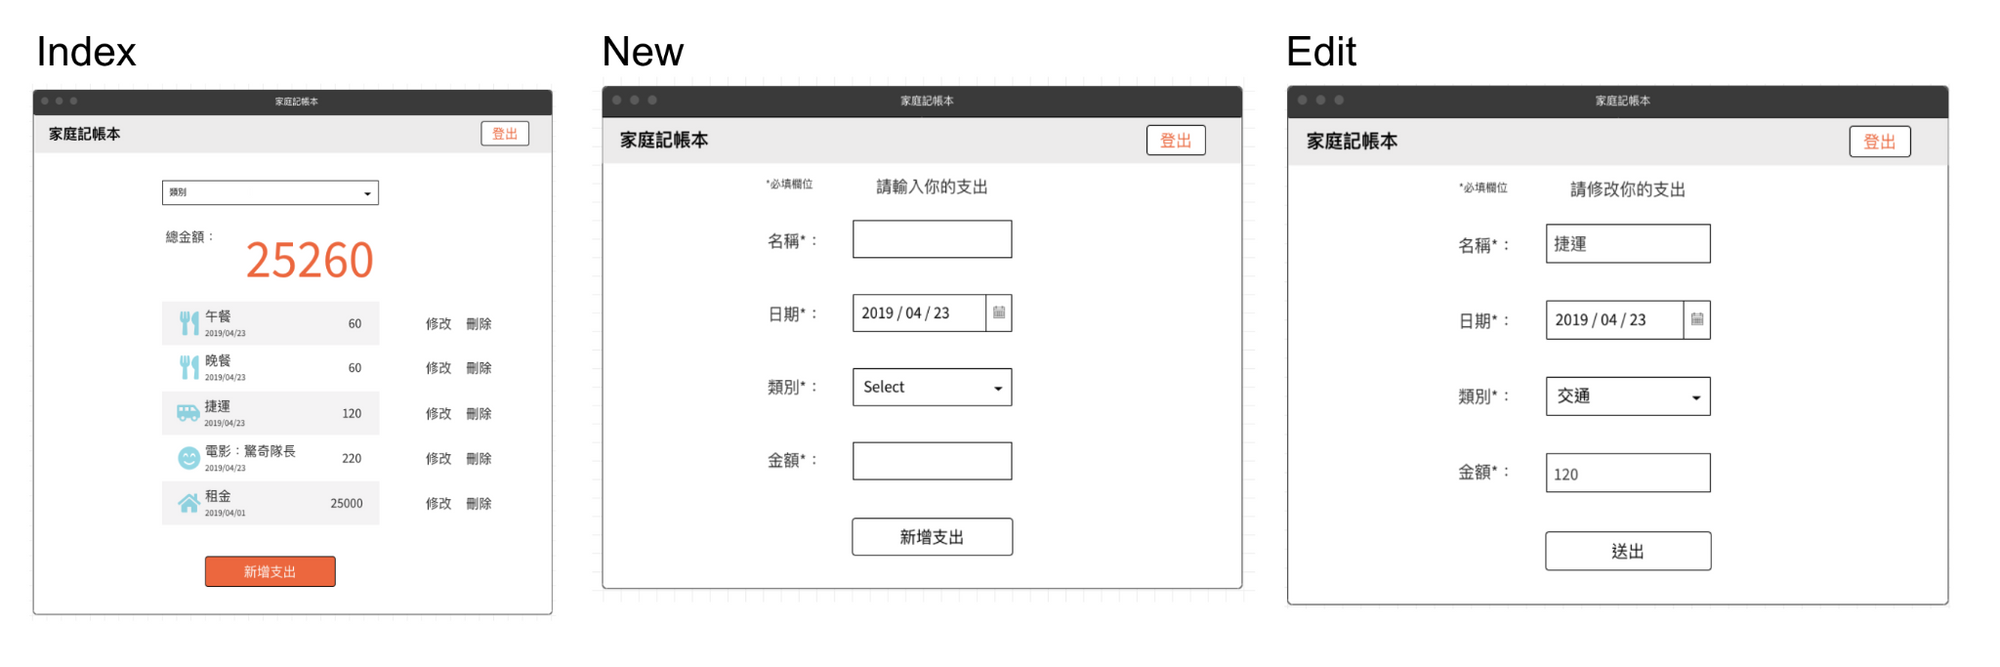 Index
家庭記帳本
家庭記帳本
登出
類別
總金額：
25260
午餐
2019/04/23
60
修改 刪除
晚餐
2019/04/23
60
修改 刪除
捷運
2019/04/23
120
修改 刪除
電影：驚奇隊長
2019/04/23
220
修改 刪除
租金
2019/04/01
25000
修改 刪除
新增支出
New
家庭記帳本
家庭記帳本
登出
*必填欄位
請輸入你的支出
名稱*：
日期*：
2019 / 04 / 23
類別*：
Select
金額*：
新增支出
Edit
家庭記帳本
家庭記帳本
登出
*必填欄位
請修改你的支出
名稱*：
捷運
日期*：
2019 / 04 / 23
類別*：
交通
金額*：
120
送出